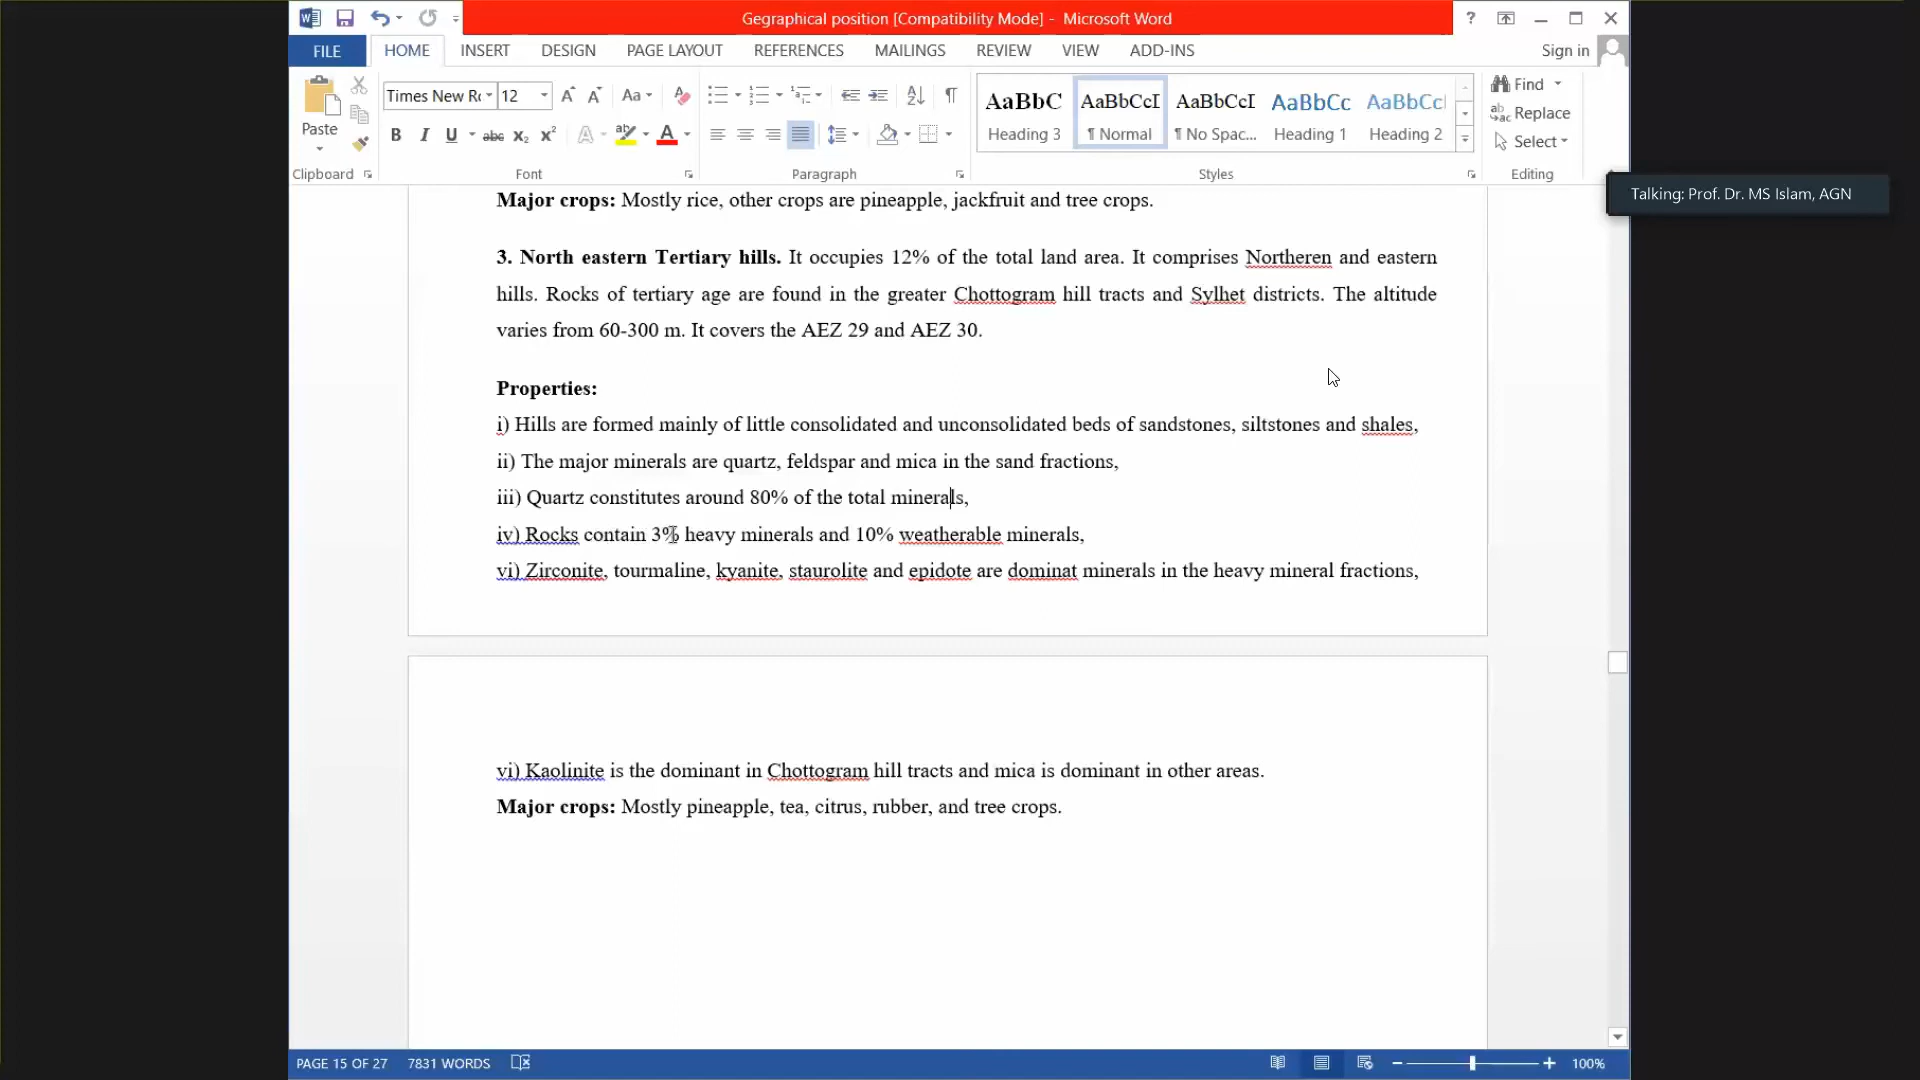 Gegraphical position [Compatibility Mode] - Microsoft Word
?
FILE HOME INSERT DESIGN PAGE LAYOUT REFERENCES MAILINGS REVIEW VIEW ADD-INS Sign in
Times New Ro 12 Aa
Paste
B I U abc X₂ X² A A
AaBbC AaBbCcI AaBbCcI AaBbCc AaBbCcI
Heading 3 ¶ Normal ¶ No Spac... Heading 1 Heading 2
Find
Replace
Select
Clipboard Font Paragraph Styles Editing
Talking: Prof. Dr. MS Islam, AGN
Major crops: Mostly rice, other crops are pineapple, jackfruit and tree crops.
3. North eastern Tertiary hills. It occupies 12% of the total land area. It comprises Northeren and eastern
hills. Rocks of tertiary age are found in the greater Chottogram hill tracts and Sylhet districts. The altitude
varies from 60-300 m. It covers the AEZ 29 and AEZ 30.
Properties:
i) Hills are formed mainly of little consolidated and unconsolidated beds of sandstones, siltstones and shales,
ii) The major minerals are quartz, feldspar and mica in the sand fractions,
iii) Quartz constitutes around 80% of the total minerals,
iv) Rocks contain 3% heavy minerals and 10% weatherable minerals,
vi) Zirconite, tourmaline, kyanite, staurolite and epidote are dominat minerals in the heavy mineral fractions,
vi) Kaolinite is the dominant in Chottogram hill tracts and mica is dominant in other areas.
Major crops: Mostly pineapple, tea, citrus, rubber, and tree crops.
PAGE 15 OF 27 7831 WORDS 100%